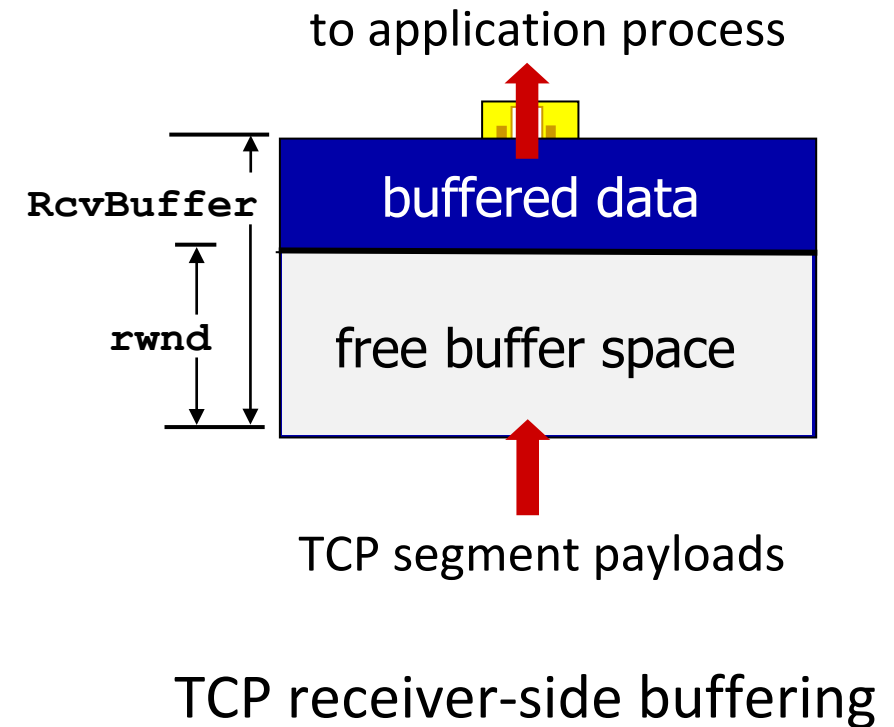 to application process
RcvBuffer
buffered data
rwnd
free buffer space
TCP segment payloads
TCP receiver-side buffering